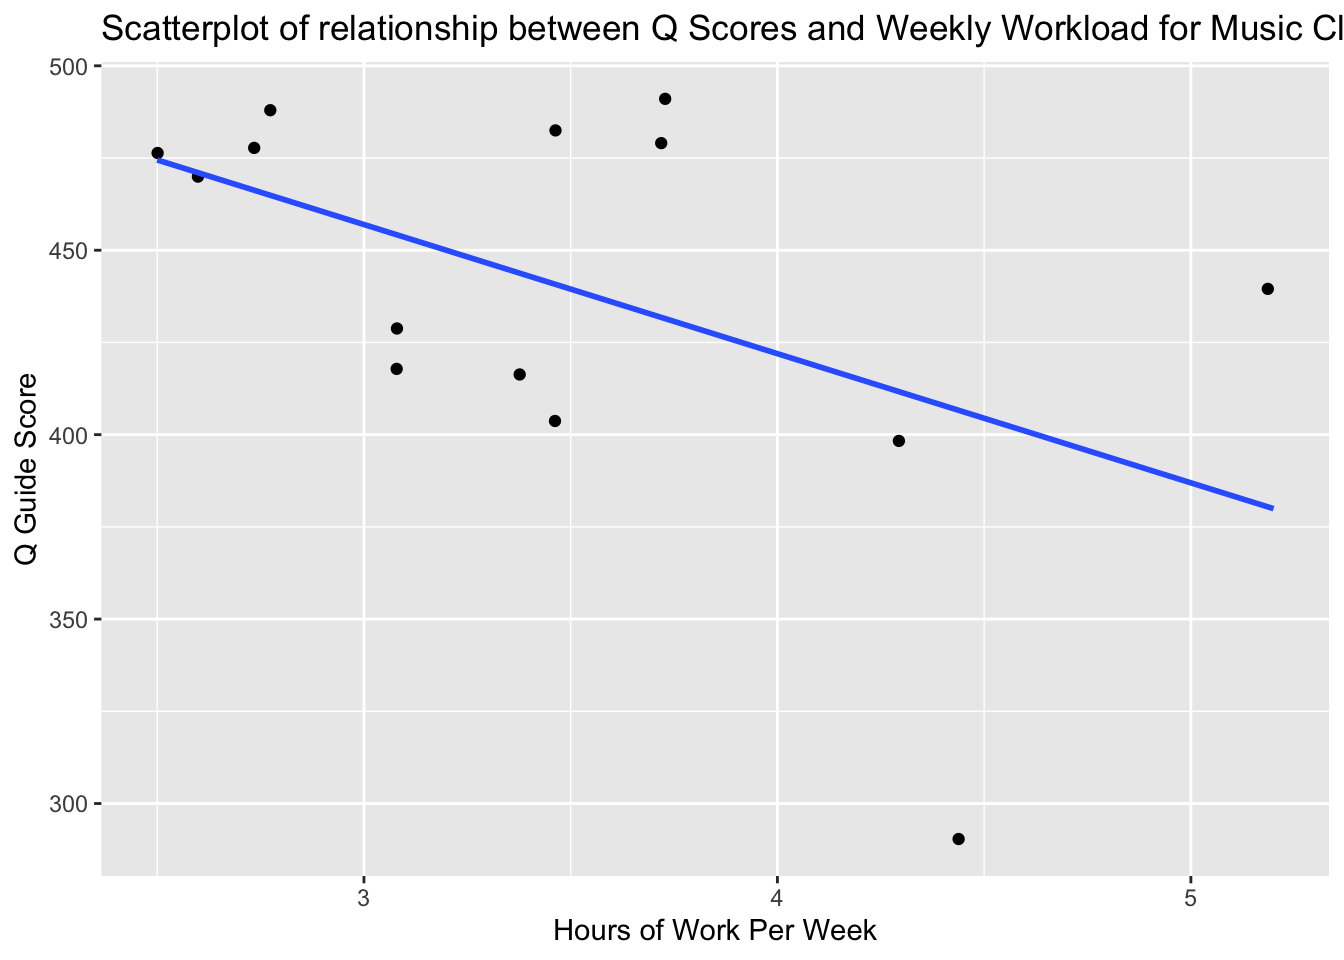 Scatterplot of relationship between Q Scores and Weekly Workload for Music Cl
500
450
400
350
300
Q Guide Score
3 4 5
Hours of Work Per Week